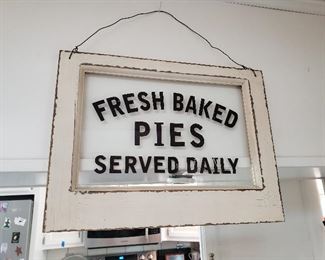 FRESH BAKED
PIES
SERVED DAILY